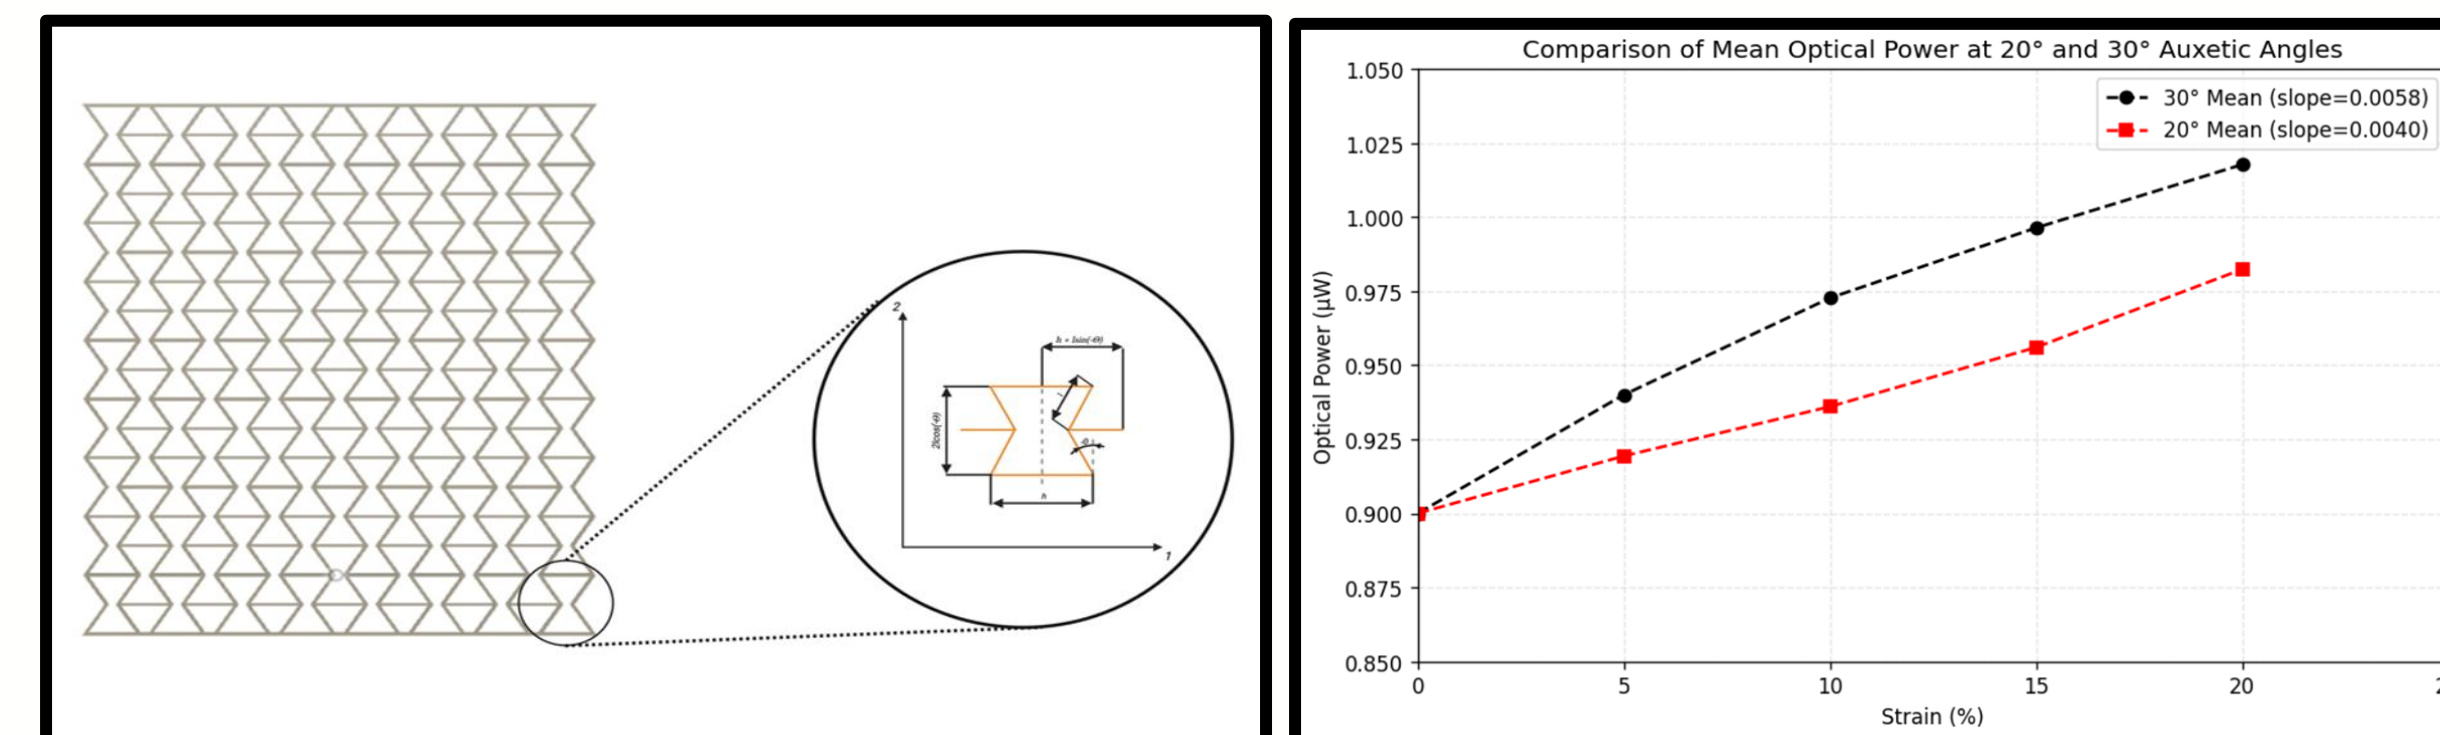 2
h + lsin(-Θ)
l
2lcos(-Θ)
h
1
Comparison of Mean Optical Power at 20° and 30° Auxetic Angles
30° Mean (slope=0.0058)
20° Mean (slope=0.0040)
Optical Power (μW)
1.050
1.025
1.000
0.975
0.950
0.925
0.900
0.875
0.850
0
5
10
15
20
Strain (%)